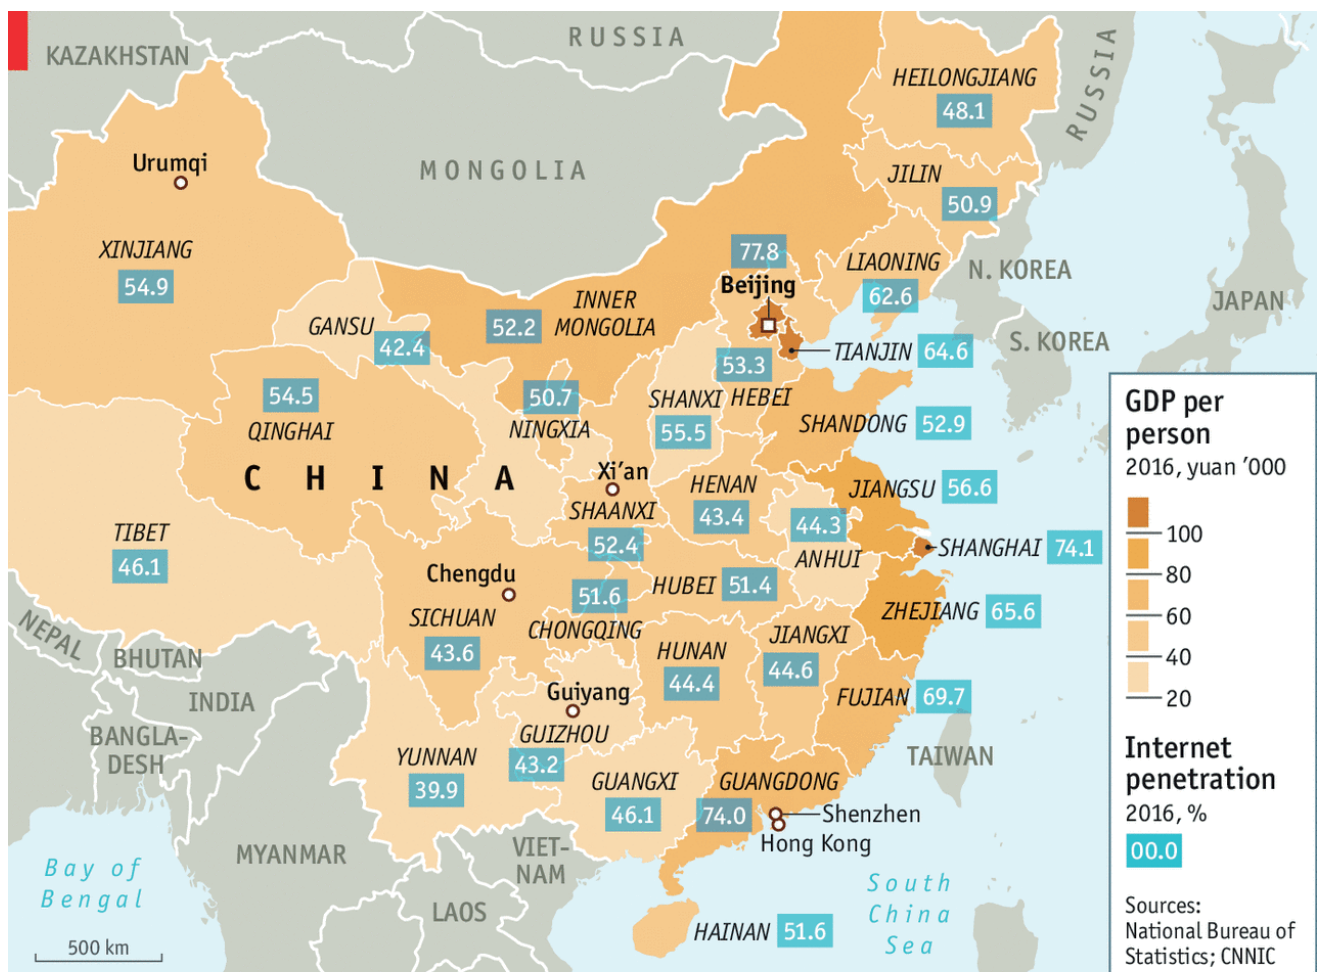 RUSSIA
KAZAKHSTAN
HEILONGJIANG
48.1
RUSSIA
MONGOLIA
Urumqi
JILIN
50.9
XINJIANG
54.9
77.8
Beijing
LIAONING
62.6
N. KOREA
JAPAN
GANSU
42.4
52.2
INNER
MONGOLIA
TIANJIN 64.6
S. KOREA
53.3
HEBEI
54.5
QINGHAI
50.7
NINGXIA
SHANXI
55.5
SHANDONG 52.9
CHINA
Xi’an
SHAANXI
52.4
HENAN
43.4
44.3
ANHUI
JIANGSU 56.6
SHANGHAI 74.1
TIBET
46.1
Chengdu
SICHUAN
43.6
51.6
CHONGQING
HUBEI 51.4
ZHEJIANG 65.6
NEPAL
BHUTAN
INDIA
BANGLA-
DESH
HUNAN
44.4
JIANGXI
44.6
FUJIAN 69.7
Guiyang
GUIZHOU
43.2
YUNNAN
39.9
GUANGXI
46.1
GUANGDONG
74.0
Shenzhen
Hong Kong
TAIWAN
MYANMAR
VIET-
NAM
LAOS
Bay of
Bengal
South
China
Sea
HAINAN 51.6
500 km
GDP per
person
2016, yuan ’000
100
80
60
40
20
Internet
penetration
2016, %
00.0
Sources:
National Bureau of
Statistics; CNNIC